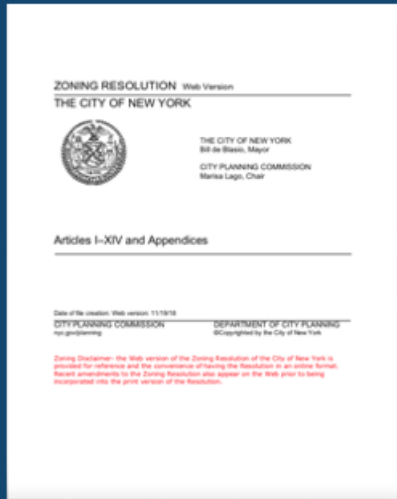 ZONING RESOLUTION Web Version
THE CITY OF NEW YORK
THE CITY OF NEW YORK
Bill de Blasio, Mayor
CITY PLANNING COMMISSION
Marisa Lago, Chair
Articles I–XIV and Appendices
Date of file creation: Web version: 11/19/18
CITY PLANNING COMMISSION
nyc.gov/planning
DEPARTMENT OF CITY PLANNING
©Copyrighted by the City of New York
Zoning Disclaimer: the Web version of the Zoning Resolution of the City of New York is
provided for reference and the convenience of having the Resolution in an online format.
Recent amendments to the Zoning Resolution also appear on the Web prior to being
incorporated into the print version of the Resolution.